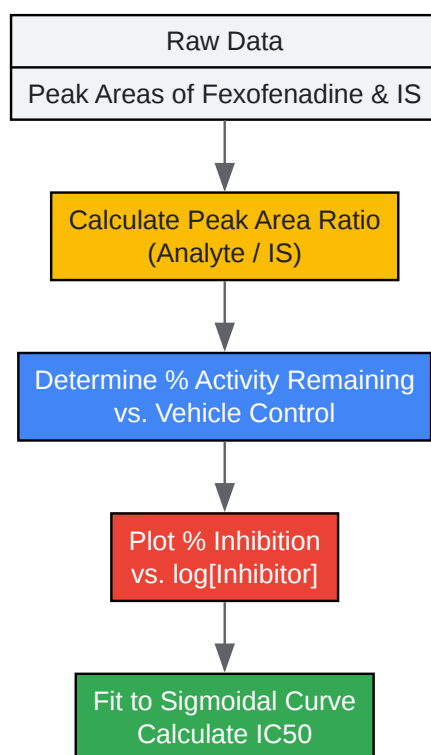 Raw Data
Peak Areas of Fexofenadine & IS
Calculate Peak Area Ratio
(Analyte / IS)
Determine % Activity Remaining
vs. Vehicle Control
Plot % Inhibition
vs. log[Inhibitor]
Fit to Sigmoidal Curve
Calculate IC50